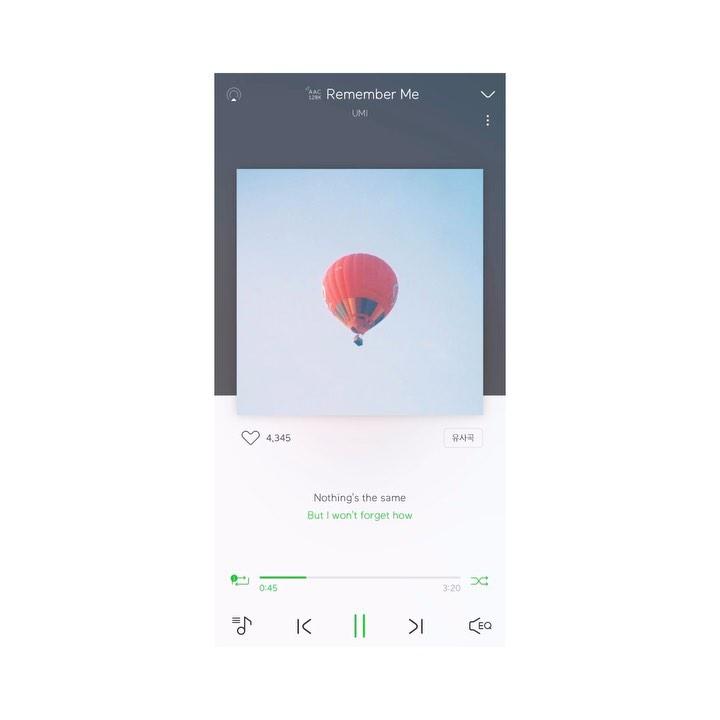 AAC
128K
Remember Me
UMI
4,345
유사곡
Nothing's the same
But I won't forget how
1
0:45
3:20
EQ